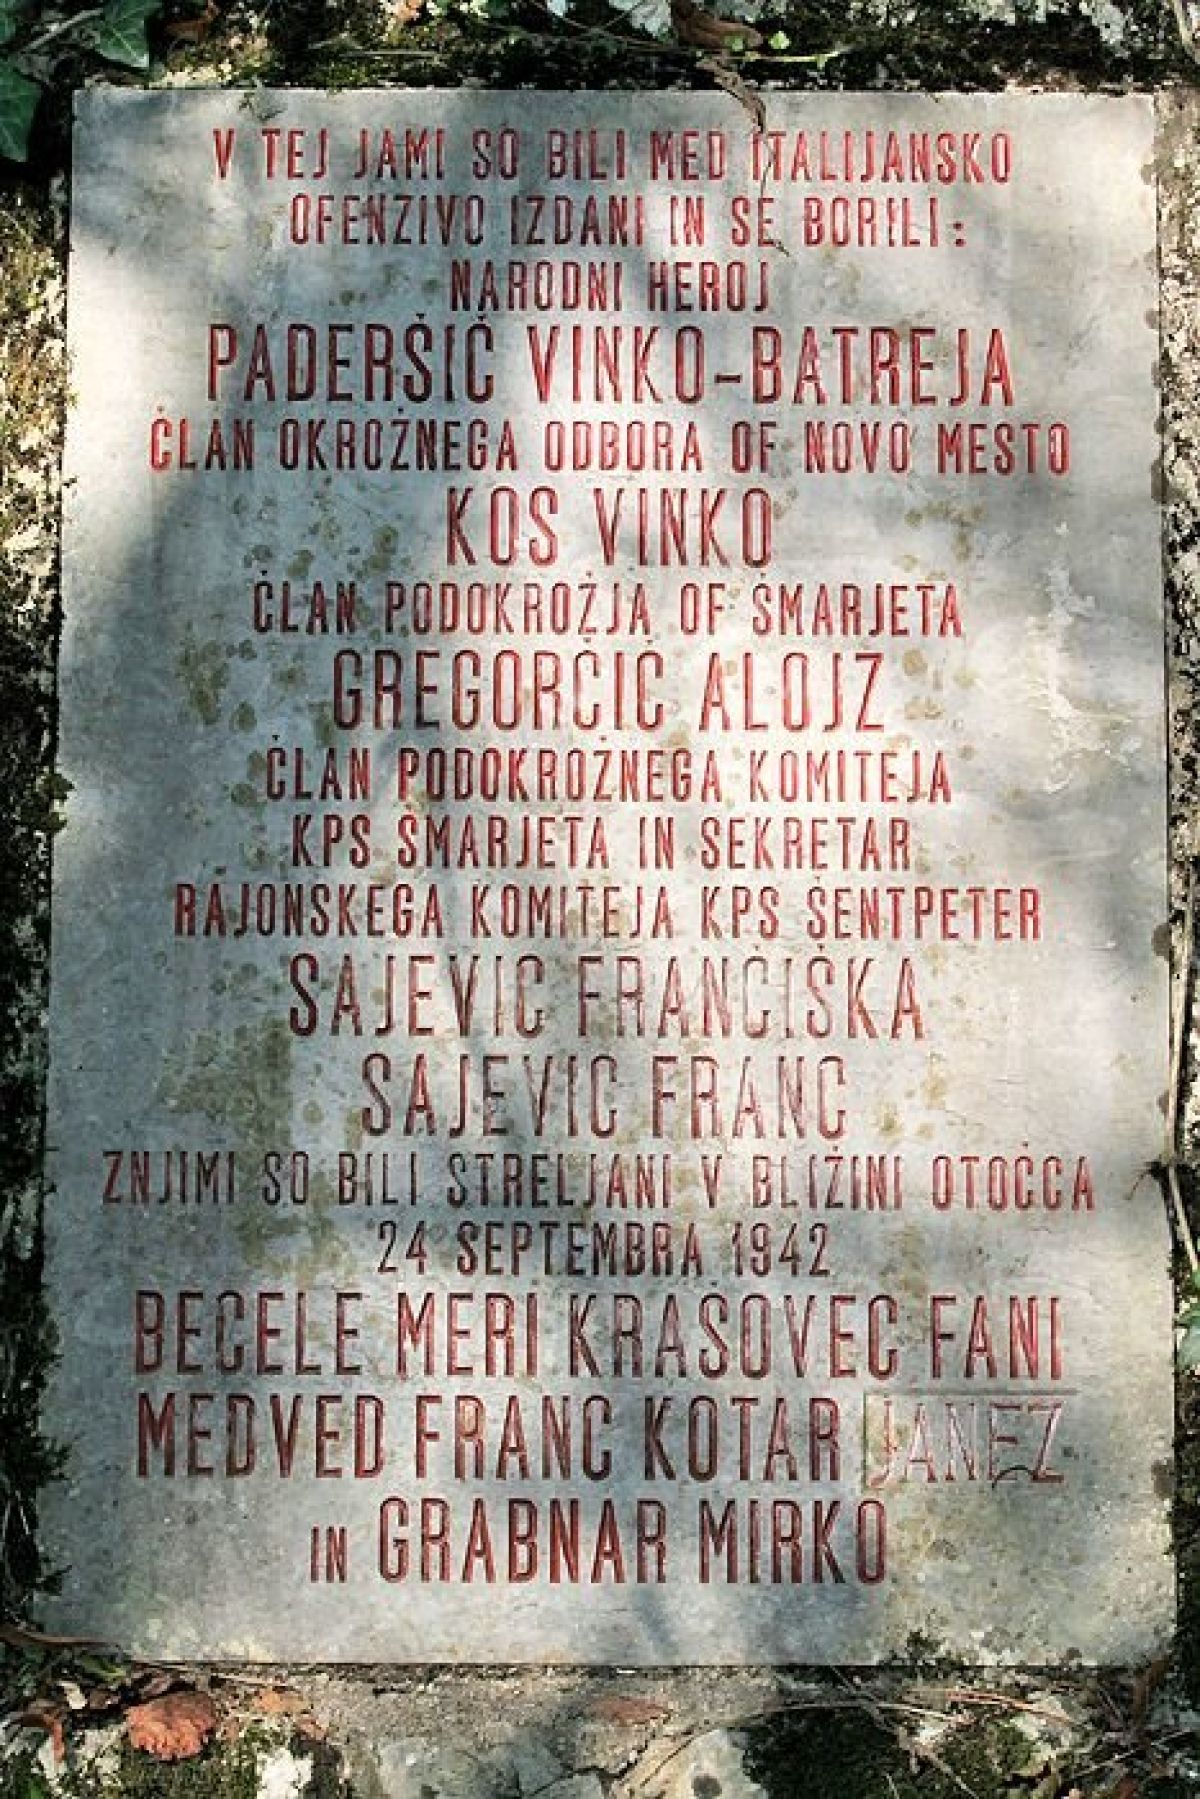 V TEJ JAMI SO BILI MED ITALIJANSKO
OFENZIVO IZDANI IN SE BORILI:
NARODNI HEROJ
PADERŠIČ VINKO-BATREJA
ČLAN OKROŽNEGA ODBORA OF NOVO MESTO
KOS VINKO
ČLAN PODOKROŽJA OF ŠMARJETA
GREGORČIČ ALOJZ
ČLAN PODOKROŽNEGA KOMITEJA
KPS ŠMARJETA IN SEKRETAR
RAJONSKEGA KOMITEJA KPS ŠENTPETER
SAJEVIC FRANČIŠKA
SAJEVIC FRANC
ZNJIMI SO BILI STRELJANI V BLIŽINI OTOČCA
24 SEPTEMBRA 1942
BECELE MERI KRAŠOVEC FANI
MEDVED FRANC KOTAR JANEZ
IN GRABNAR MIRKO